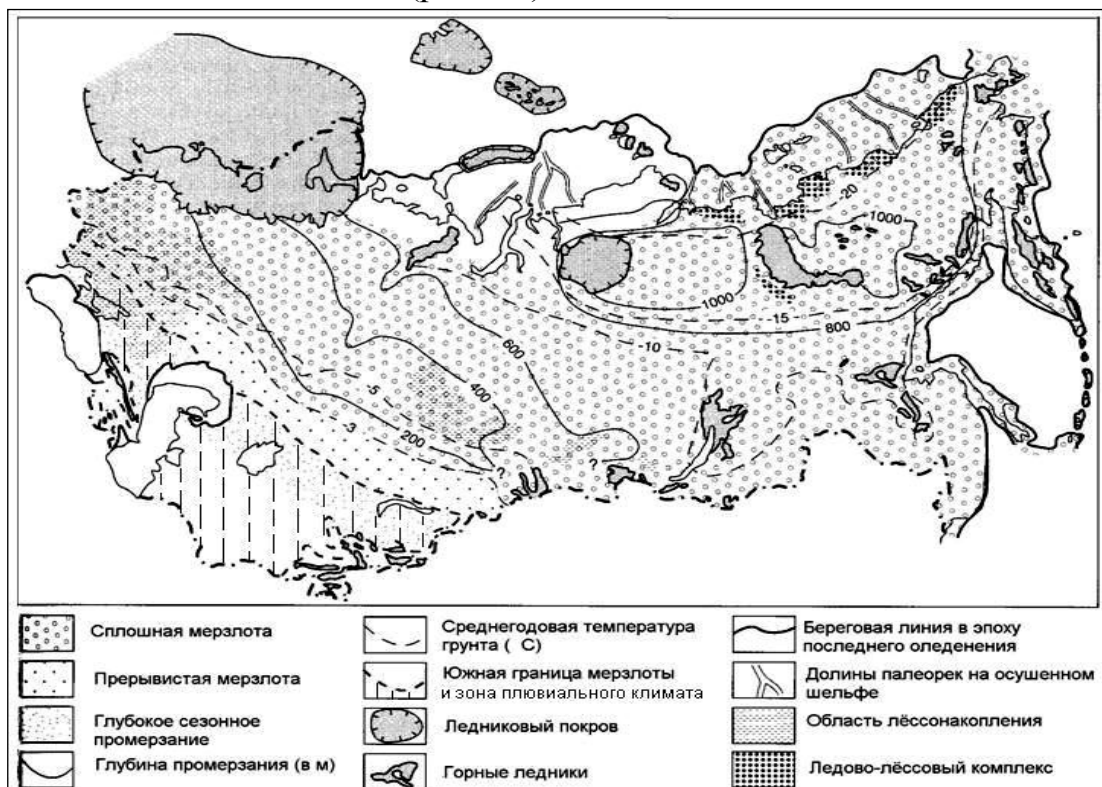 -20
1000
1000
-15
800
-10
600
400
-5
200
-3
?
?
Сплошная мерзлота
Прерывистая мерзлота
Глубокое сезонное
промерзание
Глубина промерзания (в м)
Среднегодовая температура
грунта ( С)
Южная граница мерзлоты
и зона плювиального климата
Ледниковый покров
Горные ледники
Береговая линия в эпоху
последнего оледенения
Долины палеорек на осушенном
шельфе
Область лёссонакопления
Ледово-лёссовый комплекс